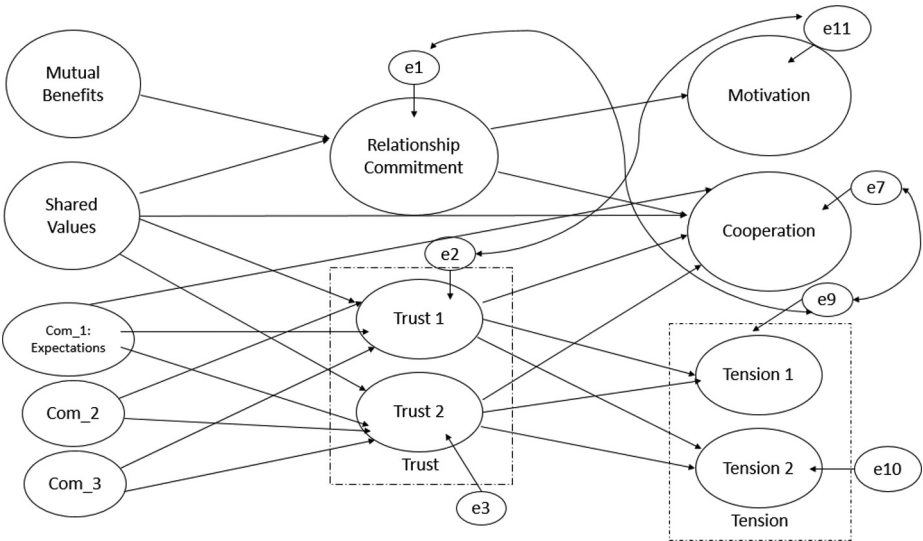 e11
Mutual
Benefits
e1
Motivation
Relationship
Commitment
Shared
Values
e7
Cooperation
e2
e9
Com_1:
Expectations
Trust 1
Tension 1
Com_2
Trust 2
Com_3
Trust
Tension 2
e10
e3
Tension